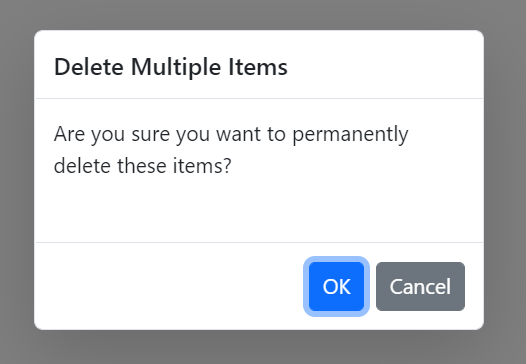 Delete Multiple Items
Are you sure you want to permanently
delete these items?
OK
Cancel